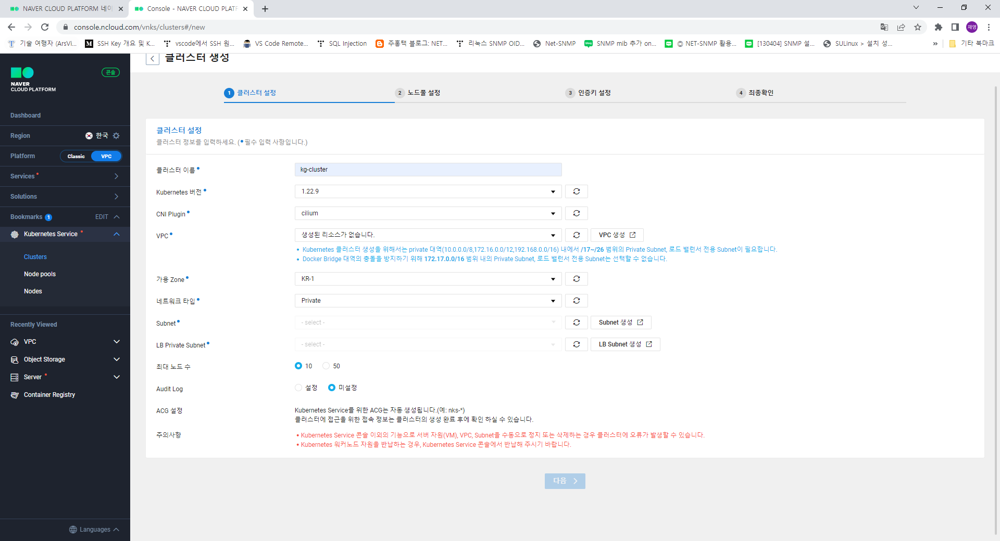 NAVER CLOUD PLATFORM 네이
Console - NAVER CLOUD PLATF
console.ncloud.com/vnks/clusters#/new
재영
기술 여행자 (ArsVi...
SSH Key 개요 및 K...
vscode에서 SSH 원...
VS Code Remote...
SQL Injection
주홍택 블로그: NET...
리눅스 SNMP OID...
Net-SNMP
SNMP mib 추가 on...
⊙ NET-SNMP 활용...
[130404] SNMP 설...
SULinux > 설치 성...
»
기타 북마크
클러스터 생성
NAVER
CLOUD PLATFORM
콘솔
1 클러스터 설정
2 노드풀 설정
3 인증키 설정
4 최종확인
Dashboard
Region 한국
Platform Classic VPC
Services
Solutions
Bookmarks 1 EDIT
Kubernetes Service
Clusters
Node pools
Nodes
Recently Viewed
VPC
Object Storage
Server
Container Registry
Languages
클러스터 설정
클러스터 정보를 입력하세요. (•필수 입력 사항입니다.)
클러스터 이름• kg-cluster
Kubernetes 버전• 1.22.9
CNI Plugin• cilium
VPC• 생성된 리소스가 없습니다. VPC 생성
• Kubernetes 클러스터 생성을 위해서는 private 대역(10.0.0.0/8,172.16.0.0/12,192.168.0.0/16) 내에서 /17~/26 범위의 Private Subnet, 로드 밸런서 전용 Subnet이 필요합니다.
• Docker Bridge 대역의 충돌을 방지하기 위해 172.17.0.0/16 범위 내의 Private Subnet, 로드 밸런서 전용 Subnet는 선택할 수 없습니다.
가용 Zone• KR-1
네트워크 타입• Private
Subnet• - select - Subnet 생성
LB Private Subnet• - select - LB Subnet 생성
최대 노드 수 10 50
Audit Log 설정 미설정
ACG 설정 Kubernetes Service를 위한 ACG는 자동 생성됩니다.(예: nks-*)
클러스터에 접근을 위한 접속 정보는 클러스터의 생성 완료 후에 확인 하실 수 있습니다.
주의사항 • Kubernetes Service 콘솔 이외의 기능으로 서버 자원(VM), VPC, Subnet을 수동으로 정지 또는 삭제하는 경우 클러스터에 오류가 발생할 수 있습니다.
• Kubernetes 워커노드 자원을 반납하는 경우, Kubernetes Service 콘솔에서 반납해 주시기 바랍니다.
다음